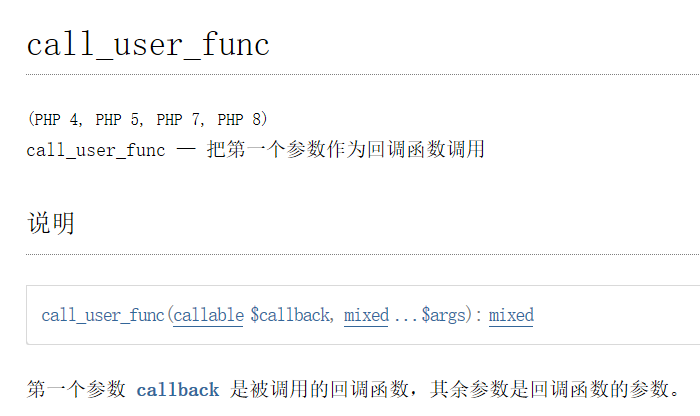 call_user_func
(PHP 4, PHP 5, PHP 7, PHP 8)
call_user_func — 把第一个参数作为回调函数调用
说明
call_user_func(callable $callback, mixed ...$args): mixed
第一个参数 callback 是被调用的回调函数，其余参数是回调函数的参数。